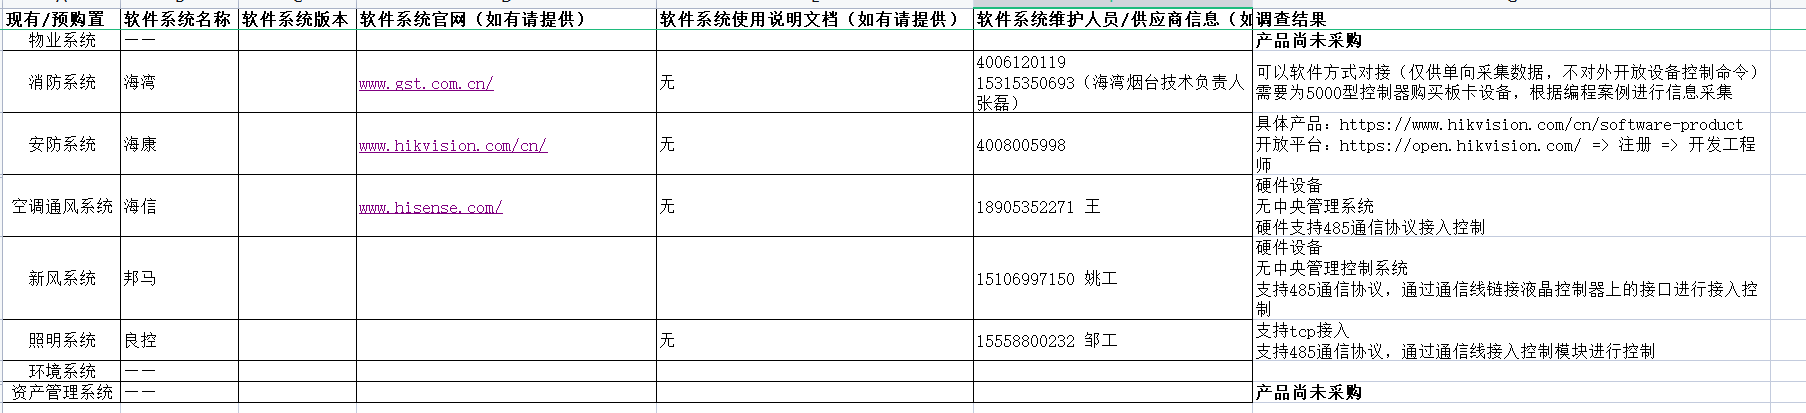 现有/预购置 软件系统名称 软件系统版本 软件系统官网（如有请提供） 软件系统使用说明文档（如有请提供） 软件系统维护人员/供应商信息（如 调查结果
物业系统 —— 产品尚未采购
消防系统 海湾 www.gst.com.cn/ 无
4006120119
15315350693（海湾烟台技术负责人
张磊）
可以软件方式对接（仅供单向采集数据，不对外开放设备控制命令）
需要为5000型控制器购买板卡设备，根据编程案例进行信息采集
安防系统 海康 www.hikvision.com/cn/ 无 4008005998
具体产品：https://www.hikvision.com/cn/software-product
开放平台：https://open.hikvision.com/ => 注册 => 开发工程
师
空调通风系统 海信 www.hisense.com/ 无 18905352271 王
硬件设备
无中央管理系统
硬件支持485通信协议接入控制
新风系统 邦马 15106997150 姚工
硬件设备
无中央管理控制系统
支持485通信协议，通过通信线链接液晶控制器上的接口进行接入控
制
照明系统 良控 无 15558800232 邹工
支持tcp接入
支持485通信协议，通过通信线接入控制模块进行控制
环境系统 ——
资产管理系统 —— 产品尚未采购